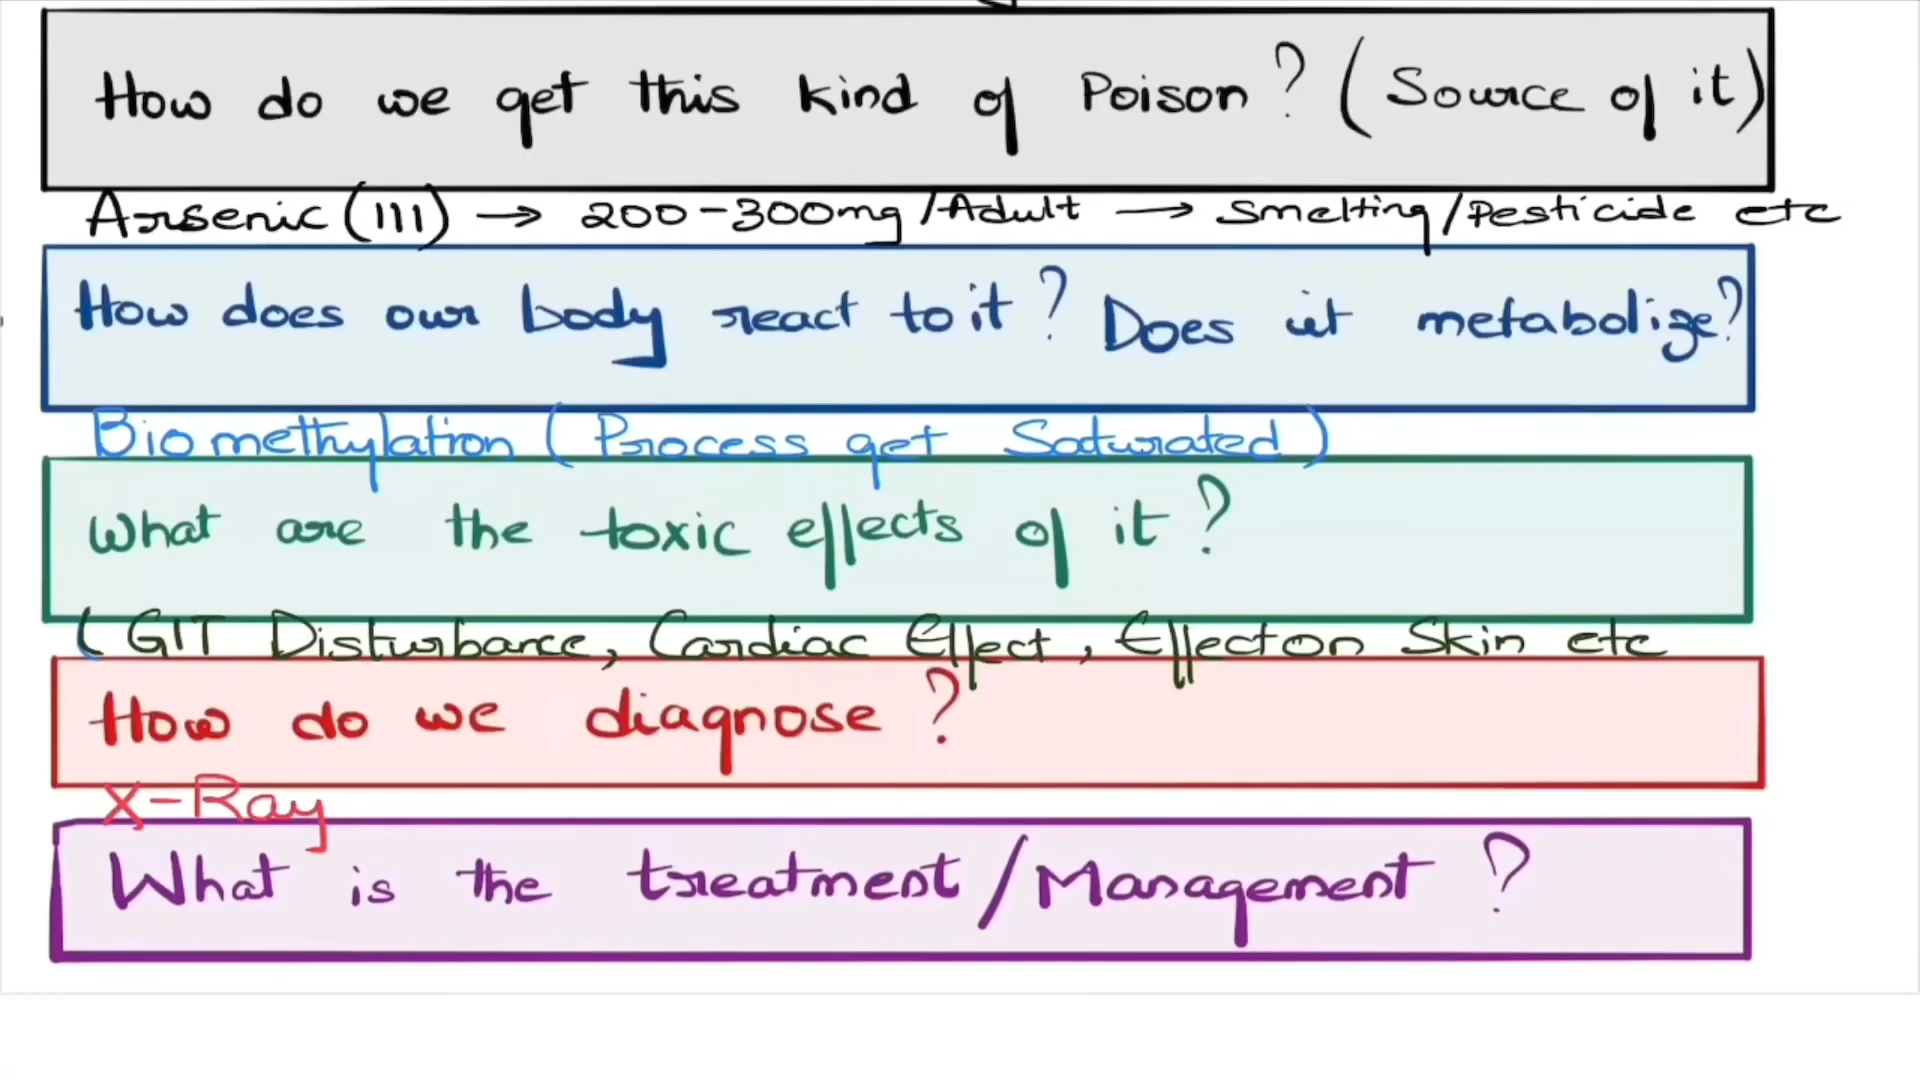 How do we get this kind of Poison? (Source of it)
Arsenic (III) → 200-300mg/Adult → Smelting/Pesticide etc
How does our body react to it? Does it metabolize?
Biomethylation (Process get Saturated)
What are the toxic effects of it?
(GIT Disturbance, Cardiac Effect, Effect on Skin etc
How do we diagnose?
X-Ray
What is the treatment/Management?